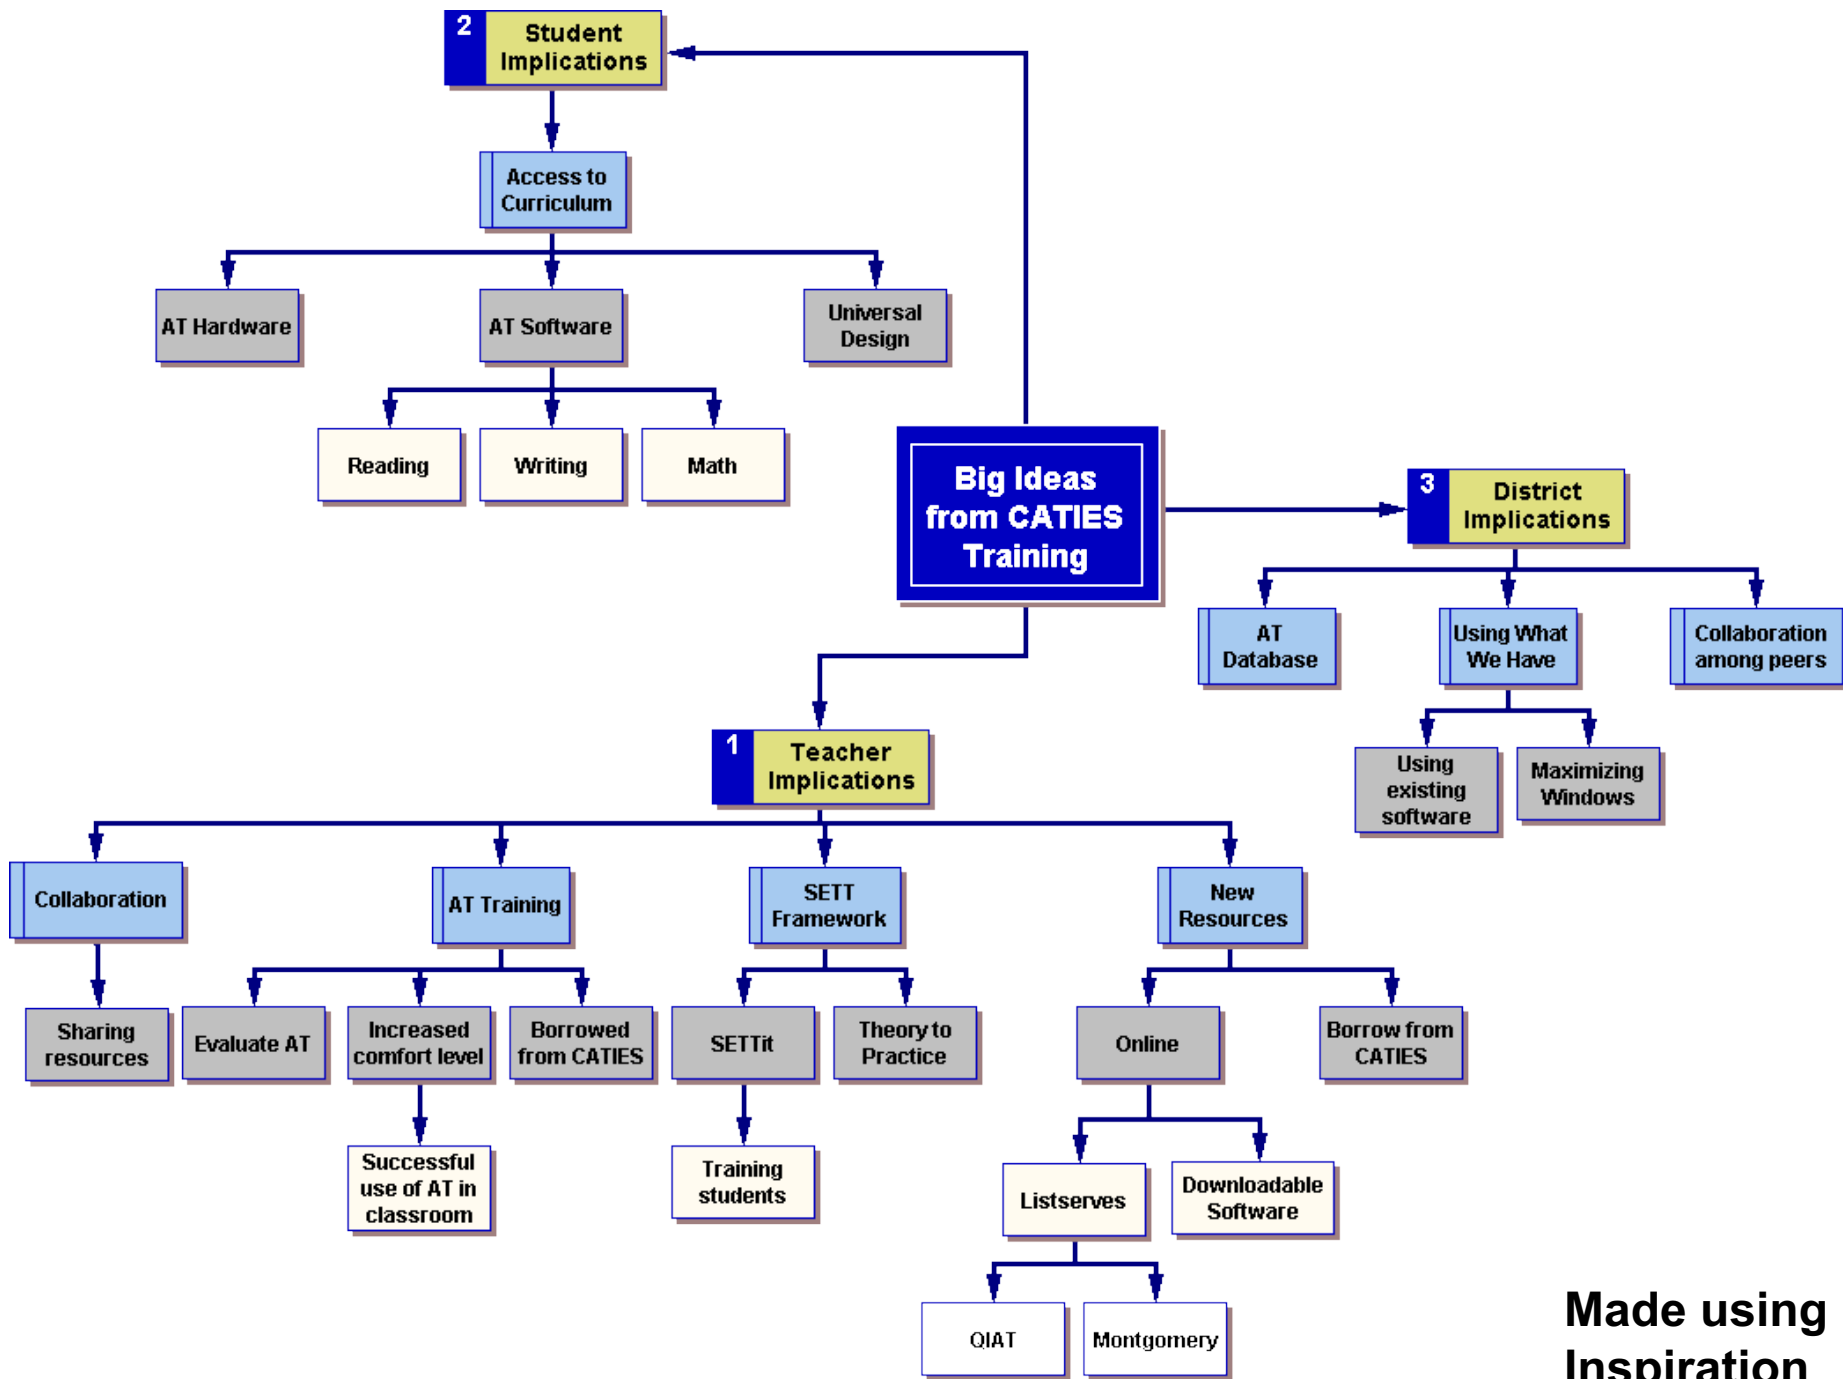 2
Student
Implications
Access to
Curriculum
AT Hardware
AT Software
Universal
Design
Reading
Writing
Math
Big Ideas
from CATIES
Training
3
District
Implications
AT
Database
Using What
We Have
Collaboration
among peers
Using
existing
software
Maximizing
Windows
1
Teacher
Implications
Collaboration
AT Training
SETT
Framework
New
Resources
Sharing
resources
Evaluate AT
Increased
comfort level
Borrowed
from CATIES
SETTit
Theory to
Practice
Online
Borrow from
CATIES
Successful
use of AT in
classroom
Training
students
Listserves
Downloadable
Software
QIAT
Montgomery
Made using
Inspiration